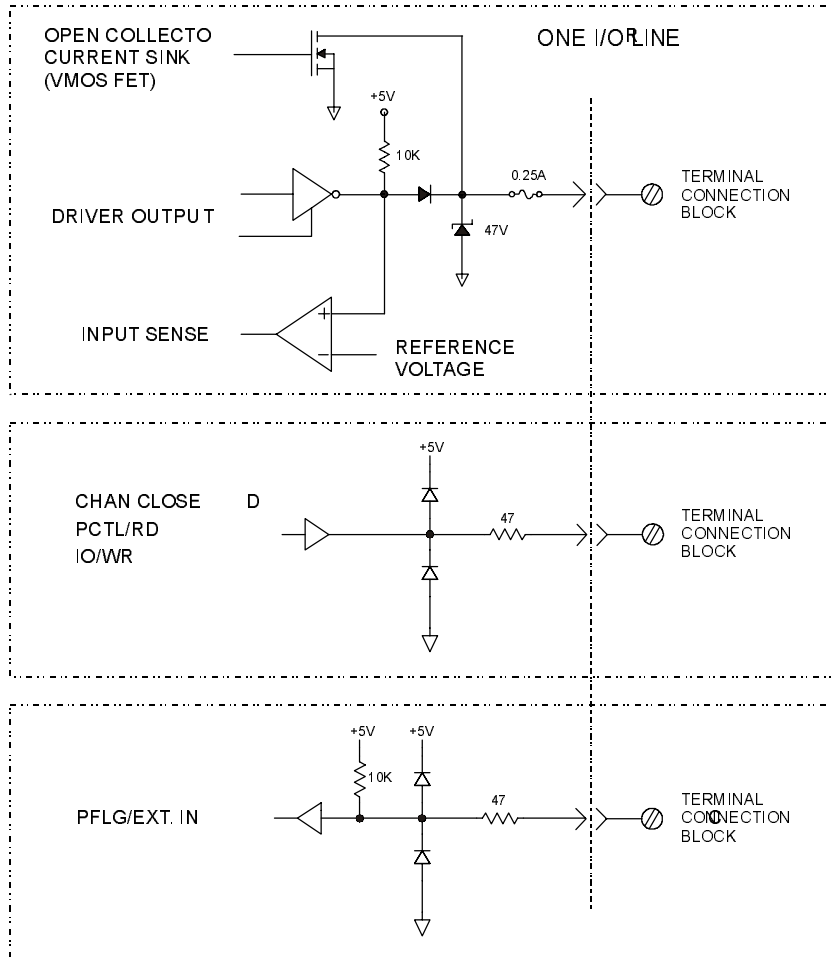 OPEN COLLECTO
CURRENT SINK
(VMOS FET)
ONE I/OR LINE
+5V
10K
0.25A
TERMINAL
CONNECTION
BLOCK
DRIVER OUTPUT
47V
+
INPUT SENSE
−
REFERENCE
VOLTAGE
+5V
CHAN CLOSE D
PCTL/RD
IO/WR
47
TERMINAL
CONNECTION
BLOCK
+5V
+5V
10K
47
PFLG/EXT. IN
TERMINAL
CONNECTION
BLOCK